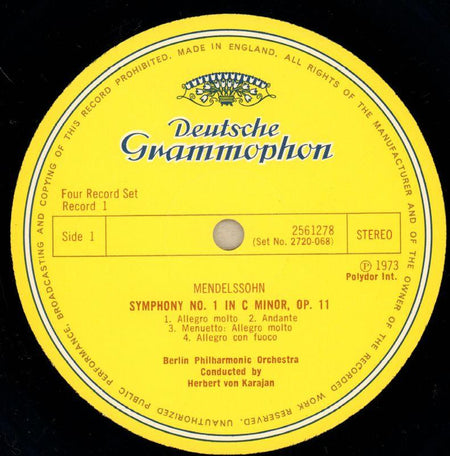 MADE IN ENGLAND. ALL RIGHTS OF THE MANUFACTURER AND OF THE OWNER OF THE RECORDED WORK RESERVED. UNAUTHORIZED PUBLIC PERFORMANCE, BROADCASTING AND COPYING OF THIS RECORD PROHIBITED.
Deutsche
Grammophon
Four Record Set
Record 1
Side 1
2561278
(Set No. 2720-068)
STEREO
Ⓟ 1973
Polydor Int.
MENDELSSOHN
SYMPHONY NO. 1 IN C MINOR, OP. 11
1. Allegro molto 2. Andante
3. Menuetto: Allegro molto
4. Allegro con fuoco
Berlin Philharmonic Orchestra
Conducted by
Herbert von Karajan